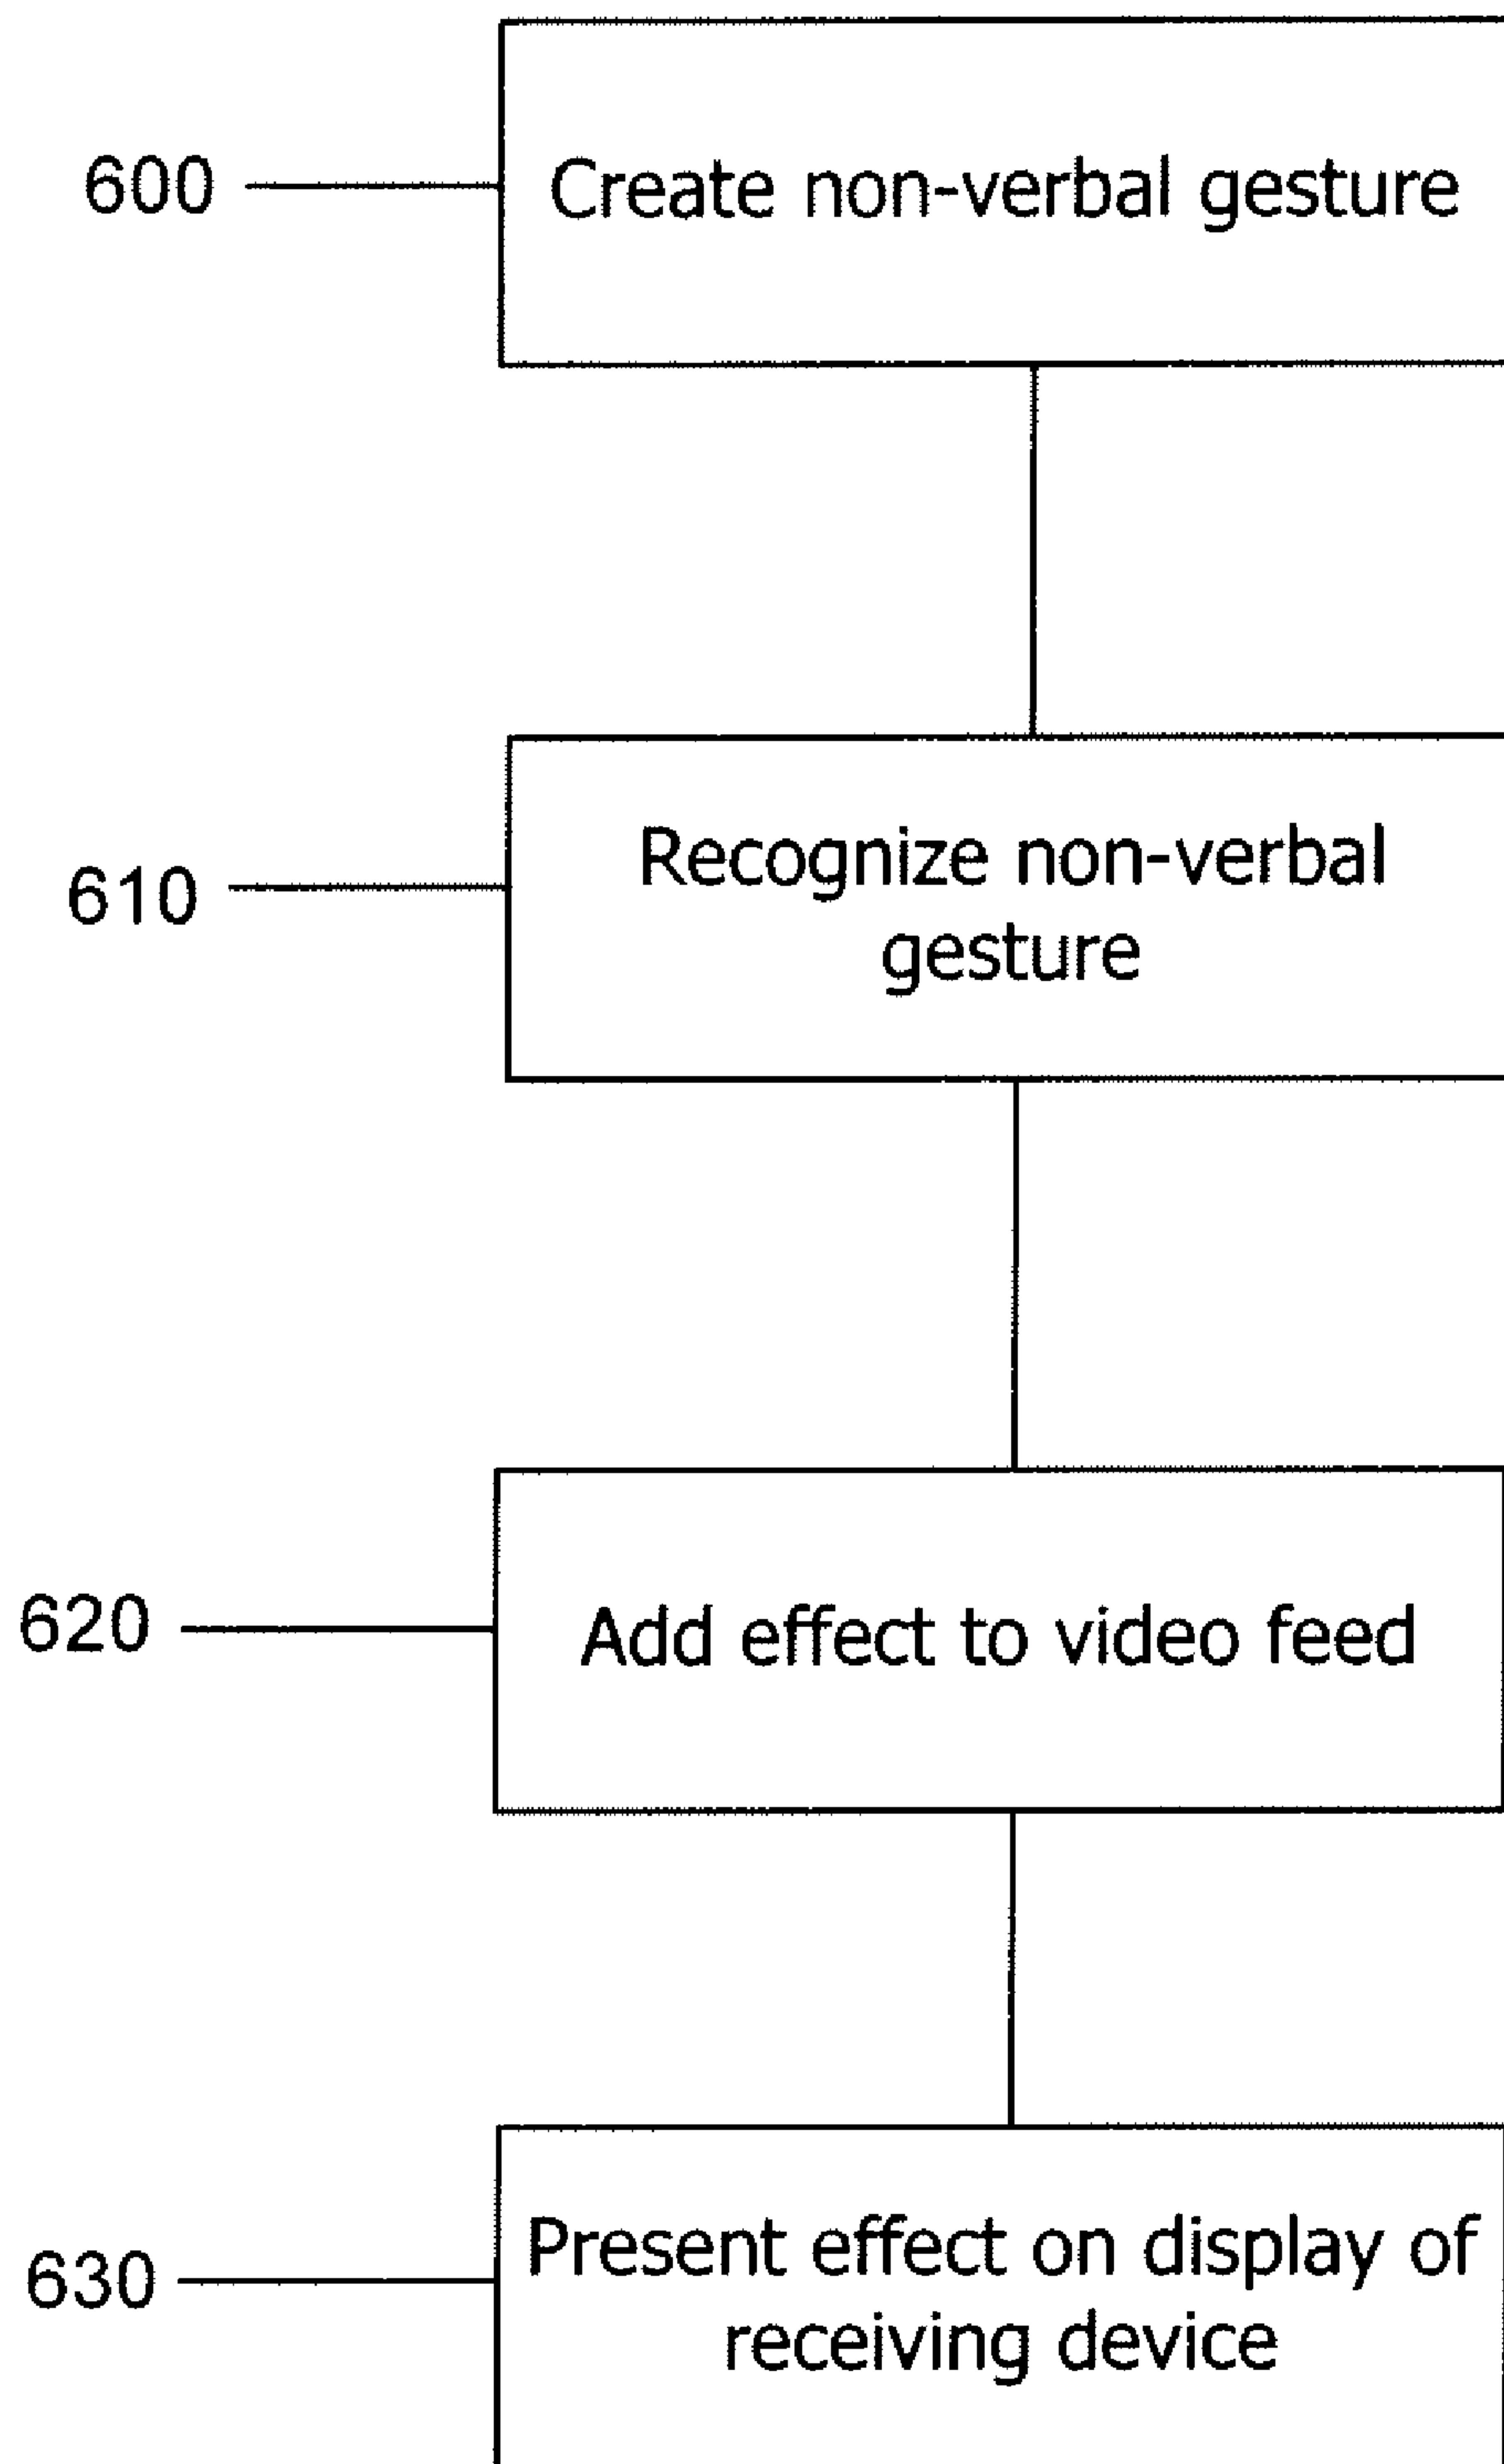 600
Create non-verbal gesture
610
Recognize non-verbal
gesture
620
Add effect to video feed
630
Present effect on display of
receiving device